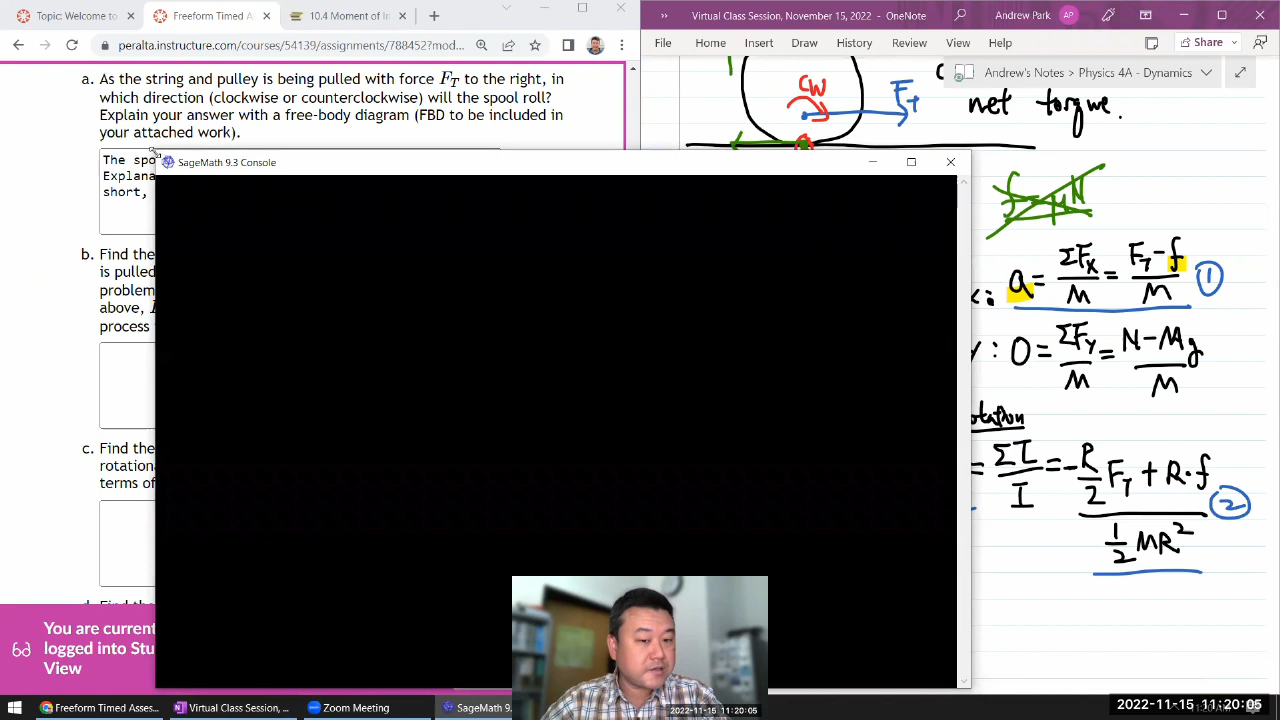 Topic: Welcome to
Freeform Timed A
10.4 Moment of In
peralta.instructure.com/courses/54139/assignments/788452?mod...
Virtual Class Session, November 15, 2022 - OneNote
Andrew Park
AP
File Home Insert Draw History Review View Help
Share
Andrew's Notes › Physics 4A - Dynamics
a. As the string and pulley is being pulled with force F_T to the right, in
which direction (clockwise or counterclockwise) will the spool roll?
Explain your answer with a free body diagram (FBD to be included in
your attached work).
The spo
Explana
short,
b. Find the
is pulled
problem
above, I
process
c. Find the
rotation
terms of
You are current
logged into Stu
View
SageMath 9.3 Console
CW
F_T
net torque.
f = μN
a = ΣF_x/M = F_T - f/M ①
: 0 = ΣF_y/M = N - Mg/M
otation
= Στ/I = -R/2 F_T + R·f / ½MR² ②
Freeform Timed Asses...
Virtual Class Session,...
Zoom Meeting
SageMath 9.
2022-11-15 11:20:05
2022-11-15 11:20:05